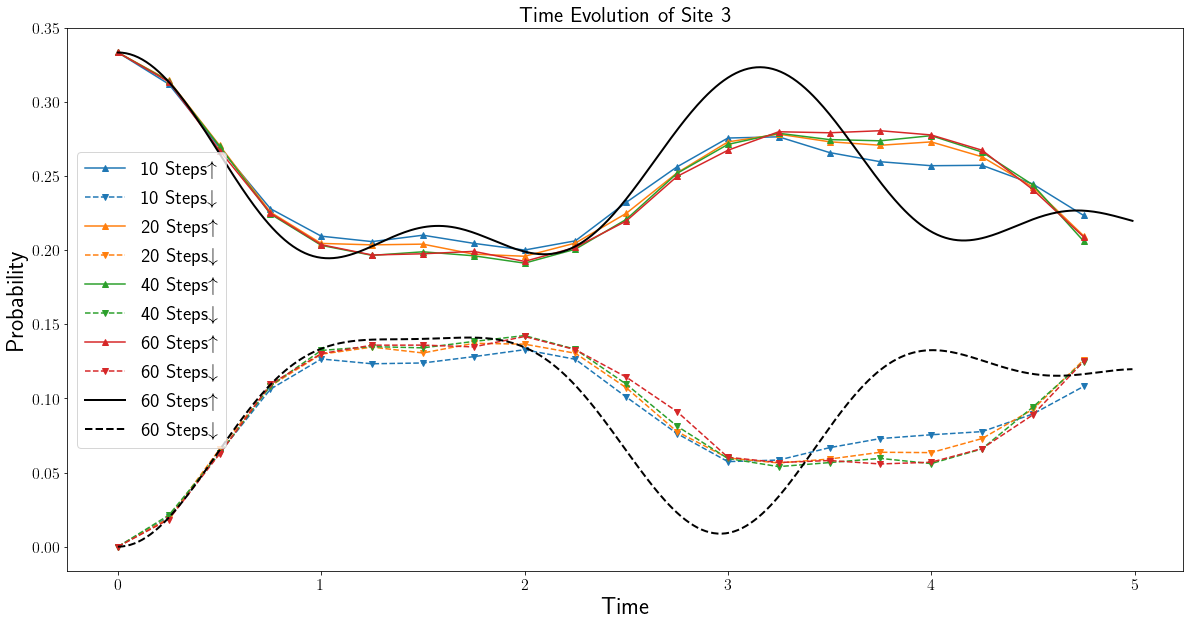 Time Evolution of Site 3
Probability
0.35
0.30
0.25
0.20
0.15
0.10
0.05
0.00
10 Steps↑
10 Steps↓
20 Steps↑
20 Steps↓
40 Steps↑
40 Steps↓
60 Steps↑
60 Steps↓
60 Steps↑
60 Steps↓
0 1 2 3 4 5
Time